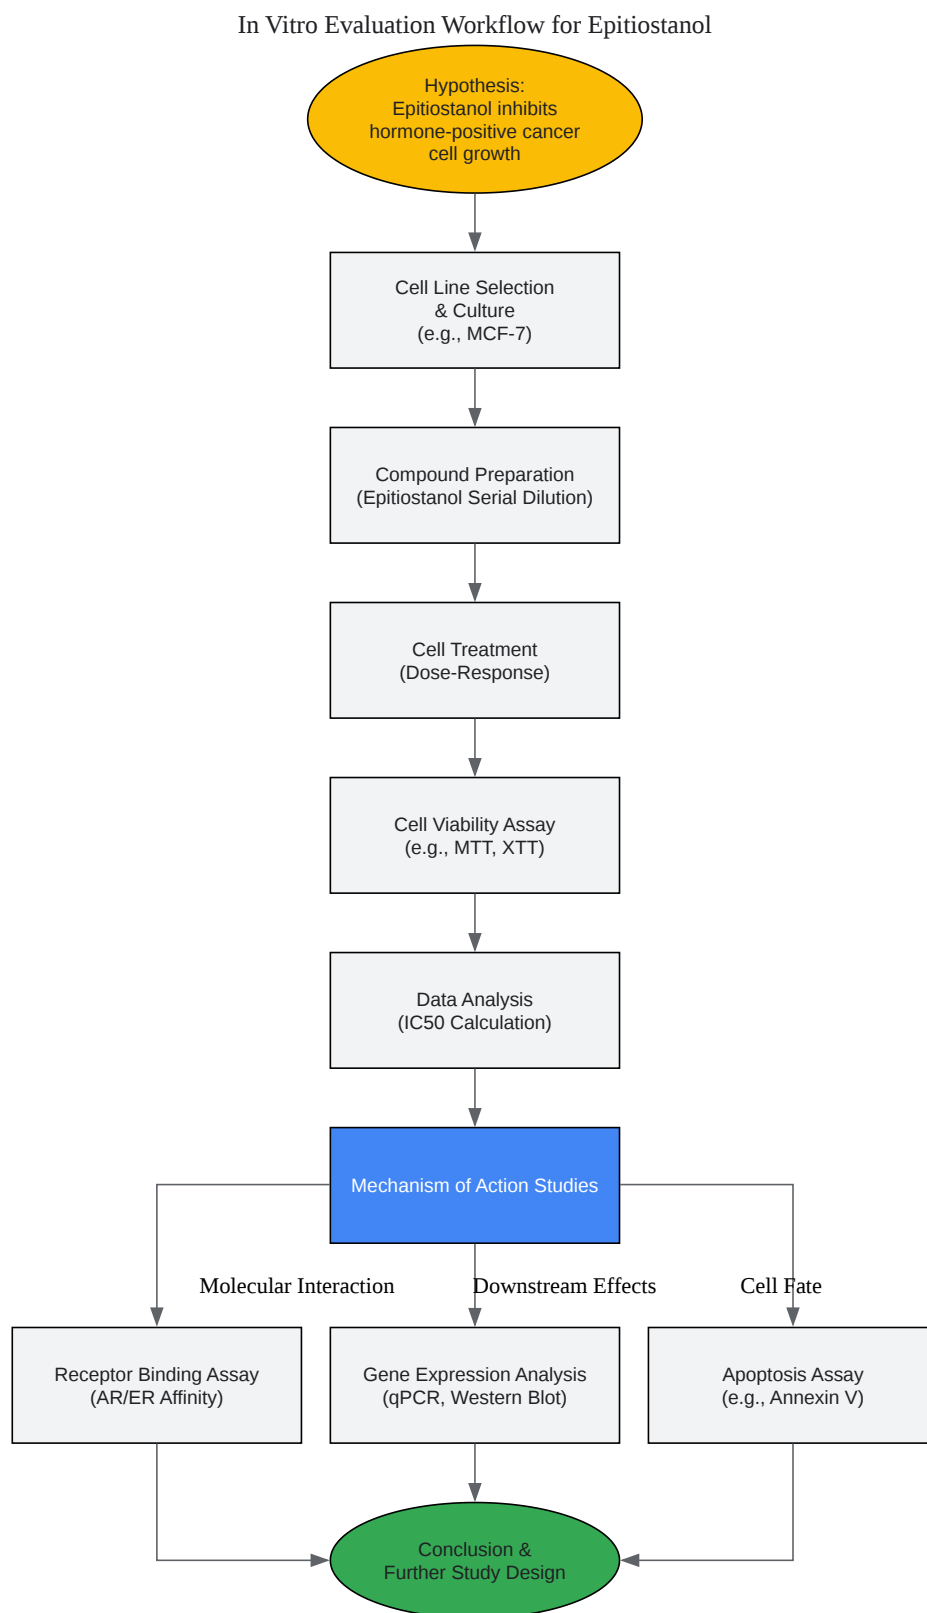 In Vitro Evaluation Workflow for Epitiostanol
Hypothesis:
Epitiostanol inhibits
hormone-positive cancer
cell growth
Cell Line Selection
& Culture
(e.g., MCF-7)
Compound Preparation
(Epitiostanol Serial Dilution)
Cell Treatment
(Dose-Response)
Cell Viability Assay
(e.g., MTT, XTT)
Data Analysis
(IC50 Calculation)
Mechanism of Action Studies
Molecular Interaction
Downstream Effects
Cell Fate
Receptor Binding Assay
(AR/ER Affinity)
Gene Expression Analysis
(qPCR, Western Blot)
Apoptosis Assay
(e.g., Annexin V)
Conclusion &
Further Study Design